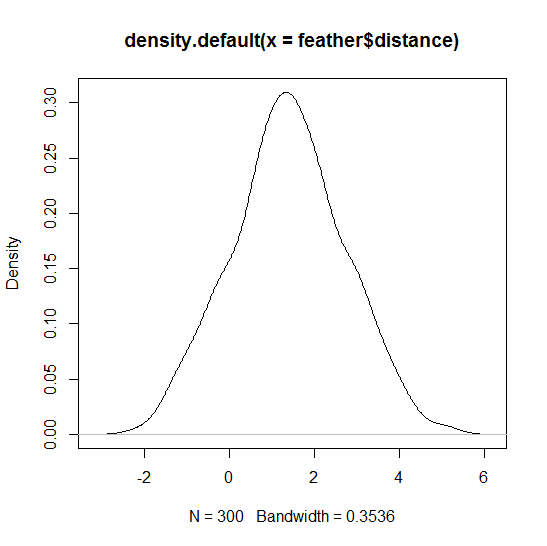 density.default(x = feather$distance)
Density
0.30
0.25
0.20
0.15
0.10
0.05
0.00
-2 0 2 4 6
N = 300 Bandwidth = 0.3536